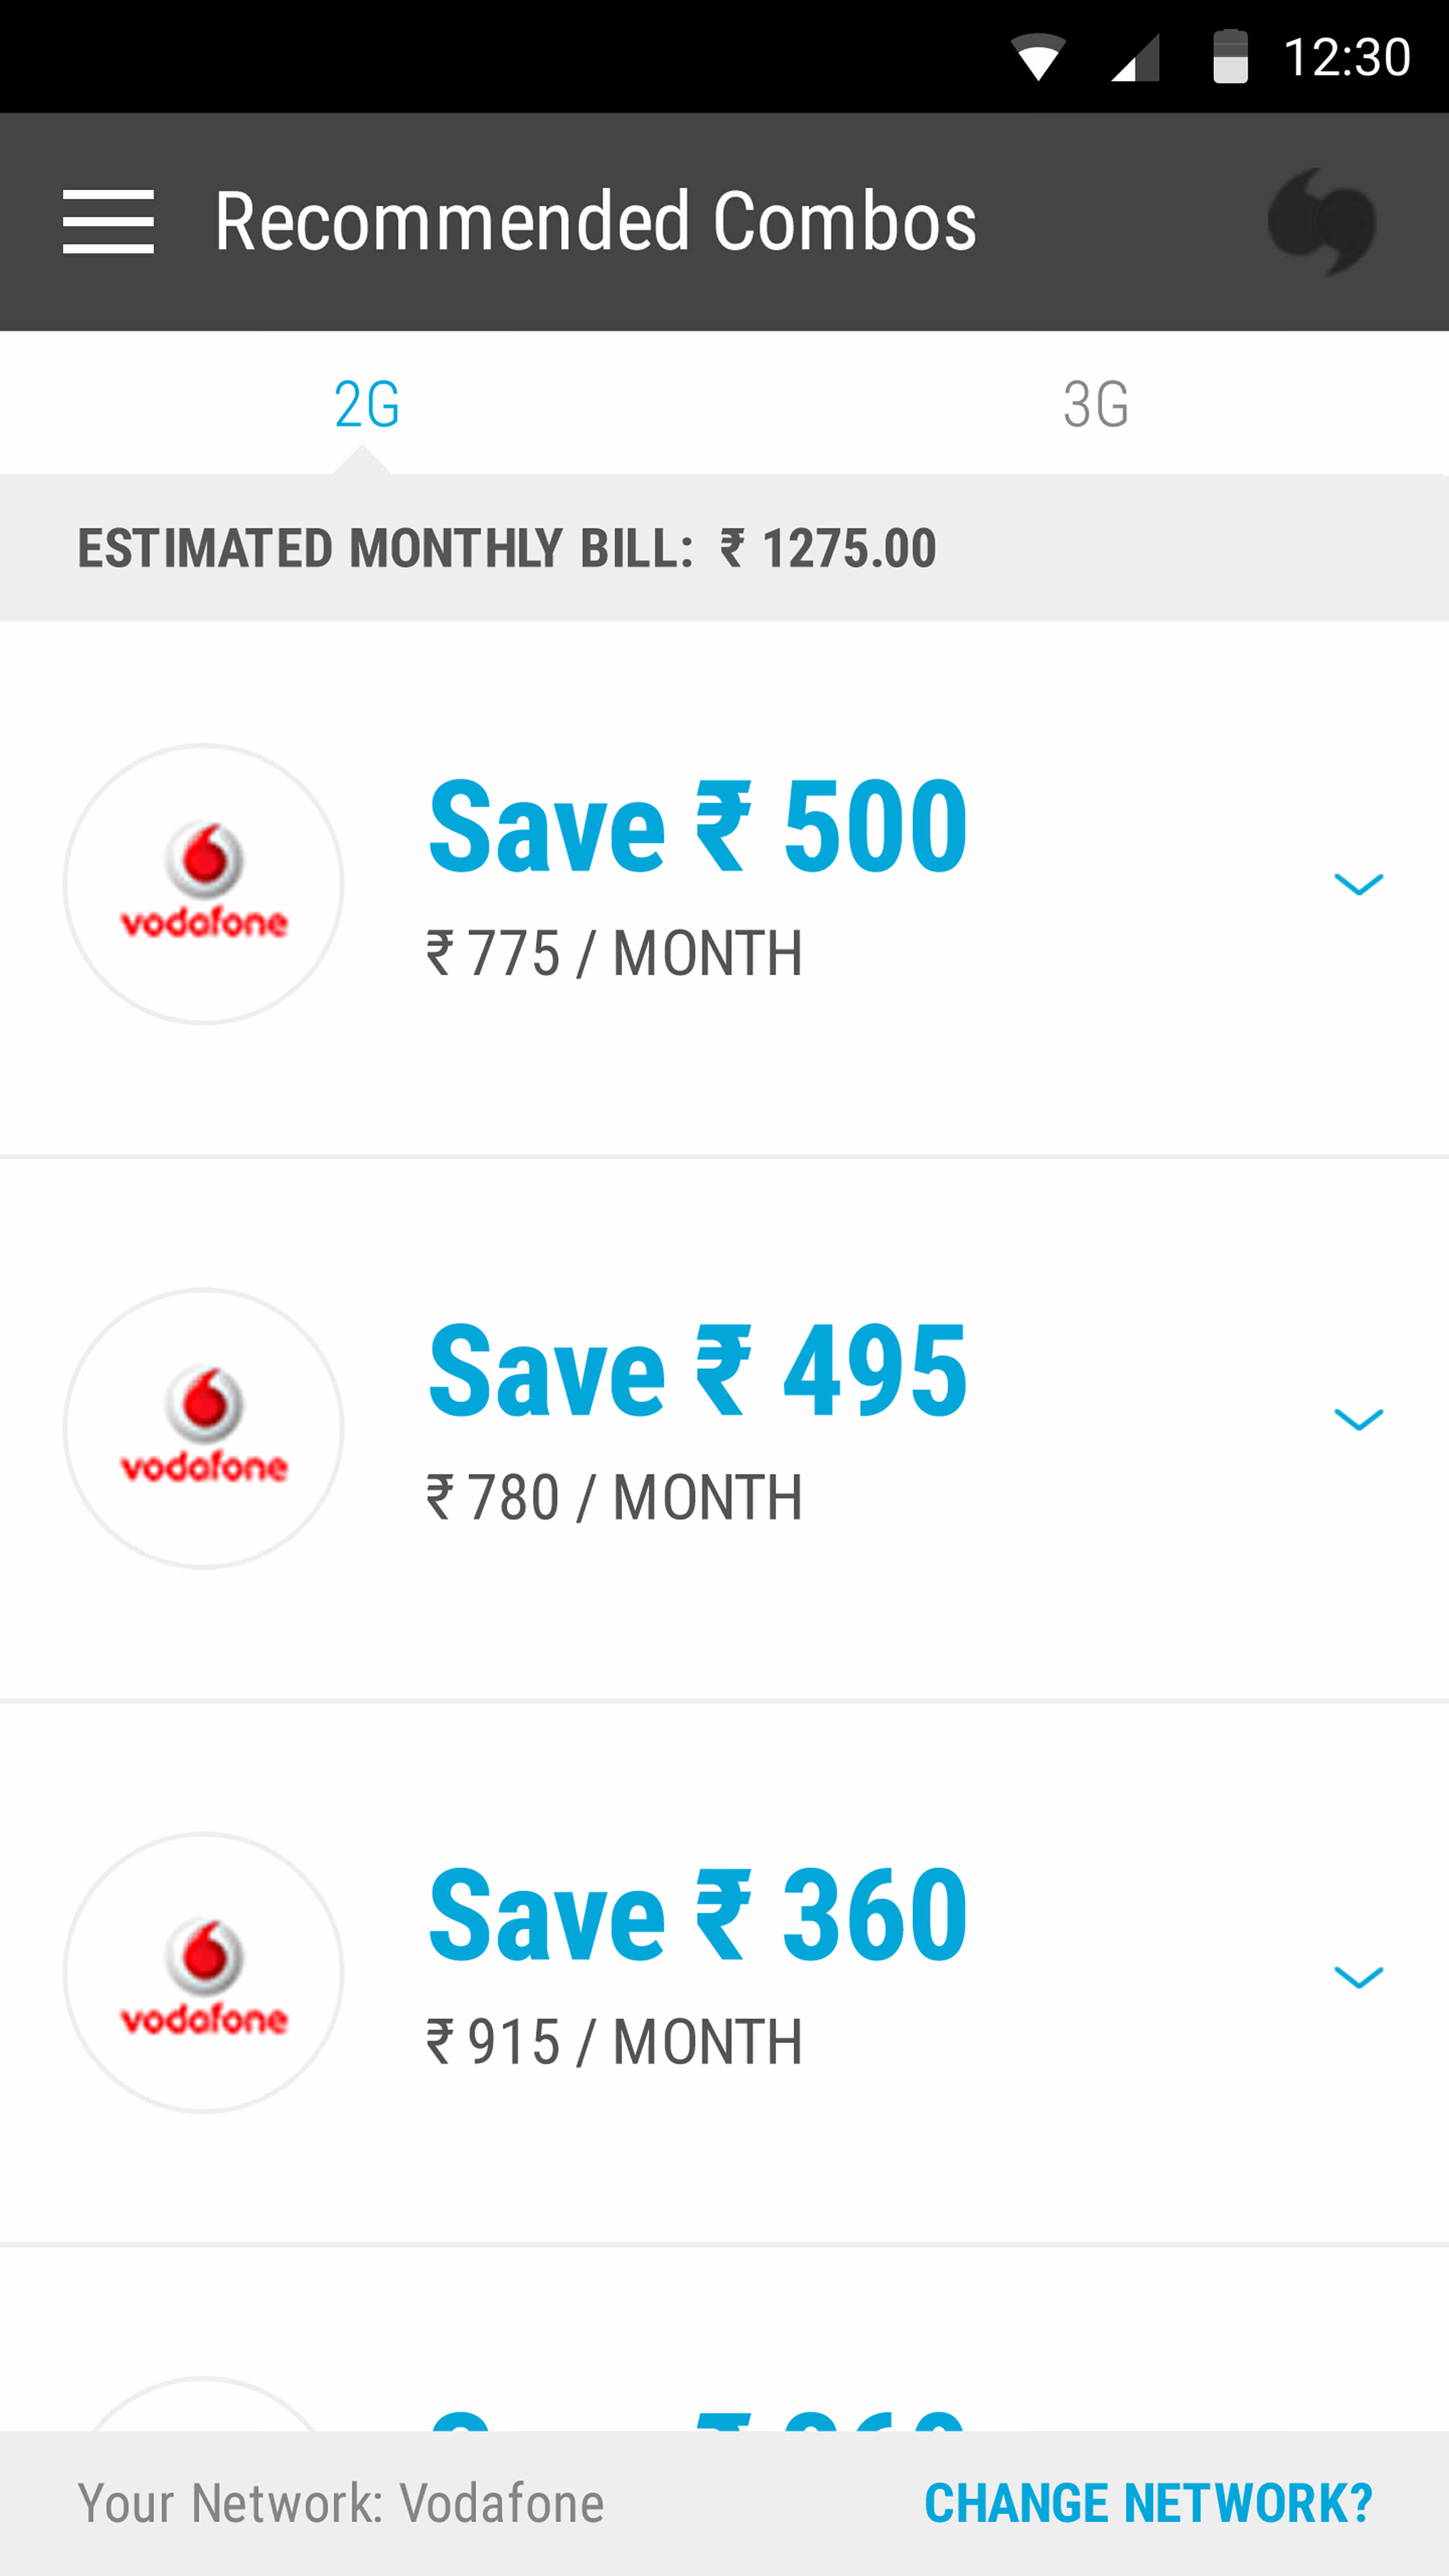 12:30
Recommended Combos
2G
3G
ESTIMATED MONTHLY BILL: ₹ 1275.00
Save ₹ 500
vodafone
₹ 775 / MONTH
Save ₹ 495
vodafone
₹ 780 / MONTH
Save ₹ 360
vodafone
₹ 915 / MONTH
Your Network: Vodafone
CHANGE NETWORK?